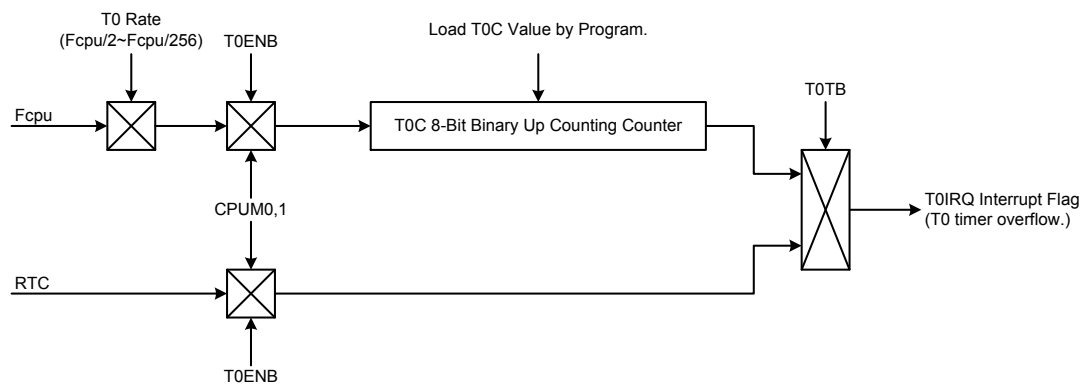 T0 Rate
(Fcpu/2~Fcpu/256)
T0ENB
Load T0C Value by Program.
T0TB
Fcpu
T0C 8-Bit Binary Up Counting Counter
CPUM0,1
T0IRQ Interrupt Flag
(T0 timer overflow.)
RTC
T0ENB